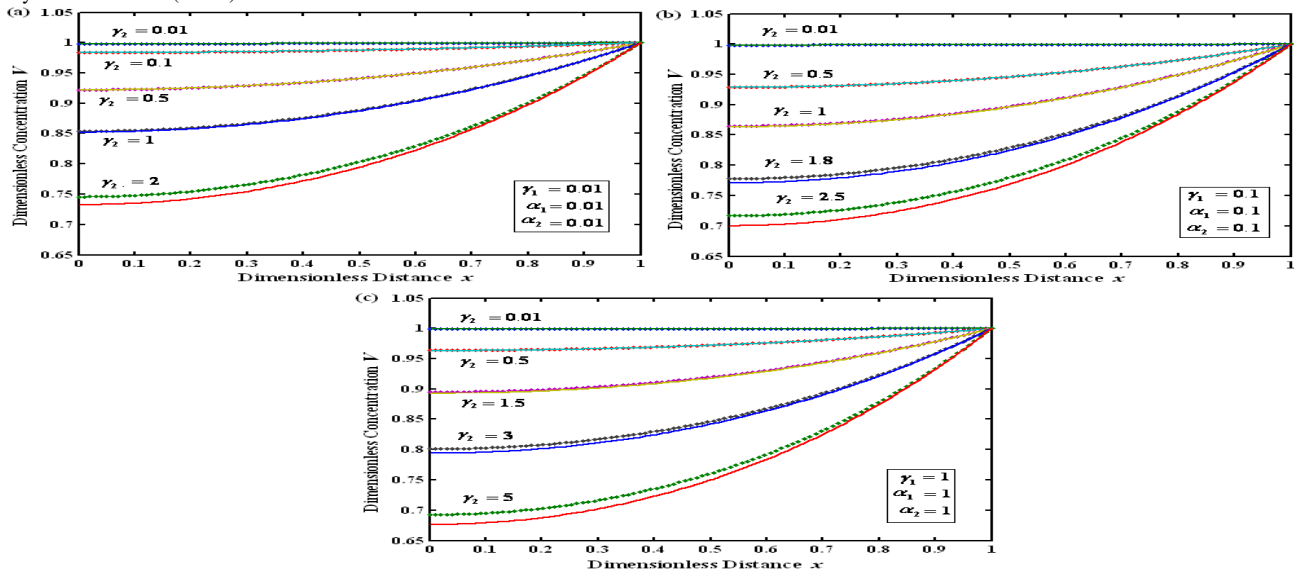 (a)
1.05
1
0.95
0.9
0.85
0.8
0.75
0.7
0.65
Dimensionless Concentration V
γ₂ = 0.01
γ₂ = 0.1
γ₂ = 0.5
γ₂ = 1
γ₂ = 2
γ₁ = 0.01
α₁ = 0.01
α₂ = 0.01
0 0.1 0.2 0.3 0.4 0.5 0.6 0.7 0.8 0.9 1
Dimensionless Distance x
(b)
1.05
1
0.95
0.9
0.85
0.8
0.75
0.7
0.65
Dimensionless Concentration V
γ₂ = 0.01
γ₂ = 0.5
γ₂ = 1
γ₂ = 1.8
γ₂ = 2.5
γ₁ = 0.1
α₁ = 0.1
α₂ = 0.1
0 0.1 0.2 0.3 0.4 0.5 0.6 0.7 0.8 0.9 1
Dimensionless Distance x
(c)
1.05
1
0.95
0.9
0.85
0.8
0.75
0.7
0.65
Dimensionless Concentration V
γ₂ = 0.01
γ₂ = 0.5
γ₂ = 1.5
γ₂ = 3
γ₂ = 5
γ₁ = 1
α₁ = 1
α₂ = 1
0 0.1 0.2 0.3 0.4 0.5 0.6 0.7 0.8 0.9 1
Dimensionless Distance x